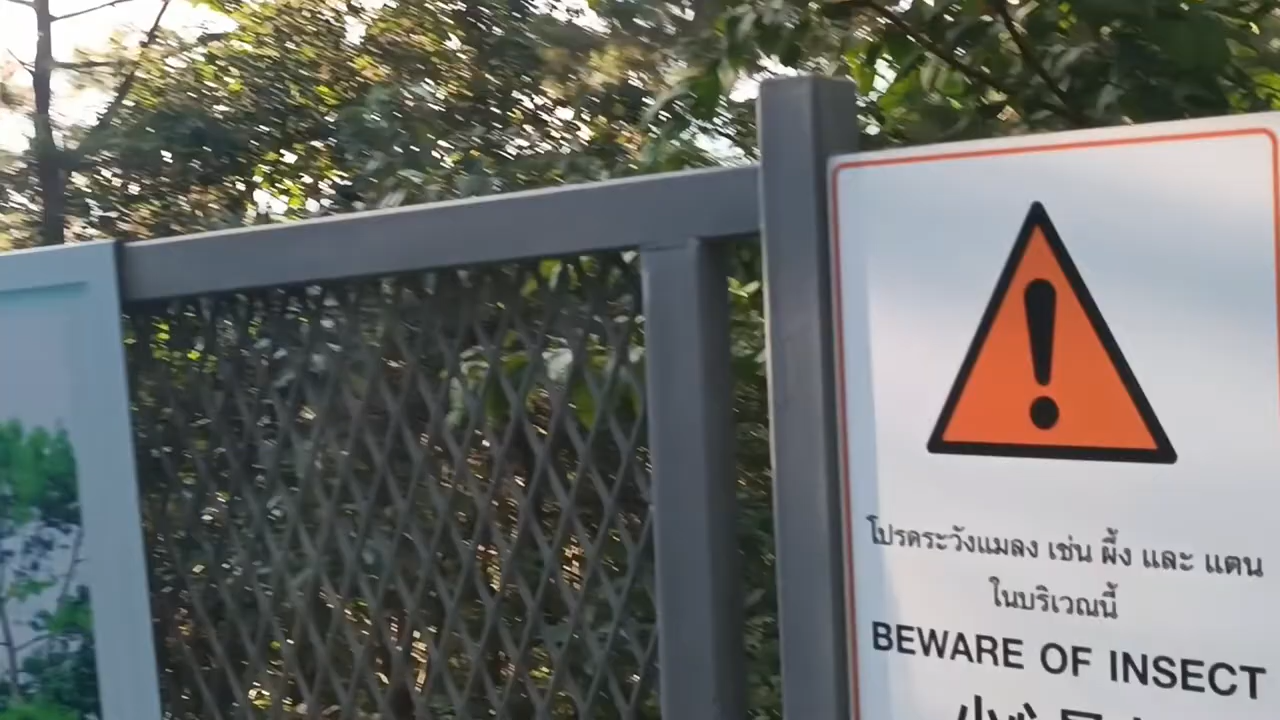 โปรดระวังแมลง เช่น ผึ้ง และ แตน
ในบริเวณนี้
BEWARE OF INSECT